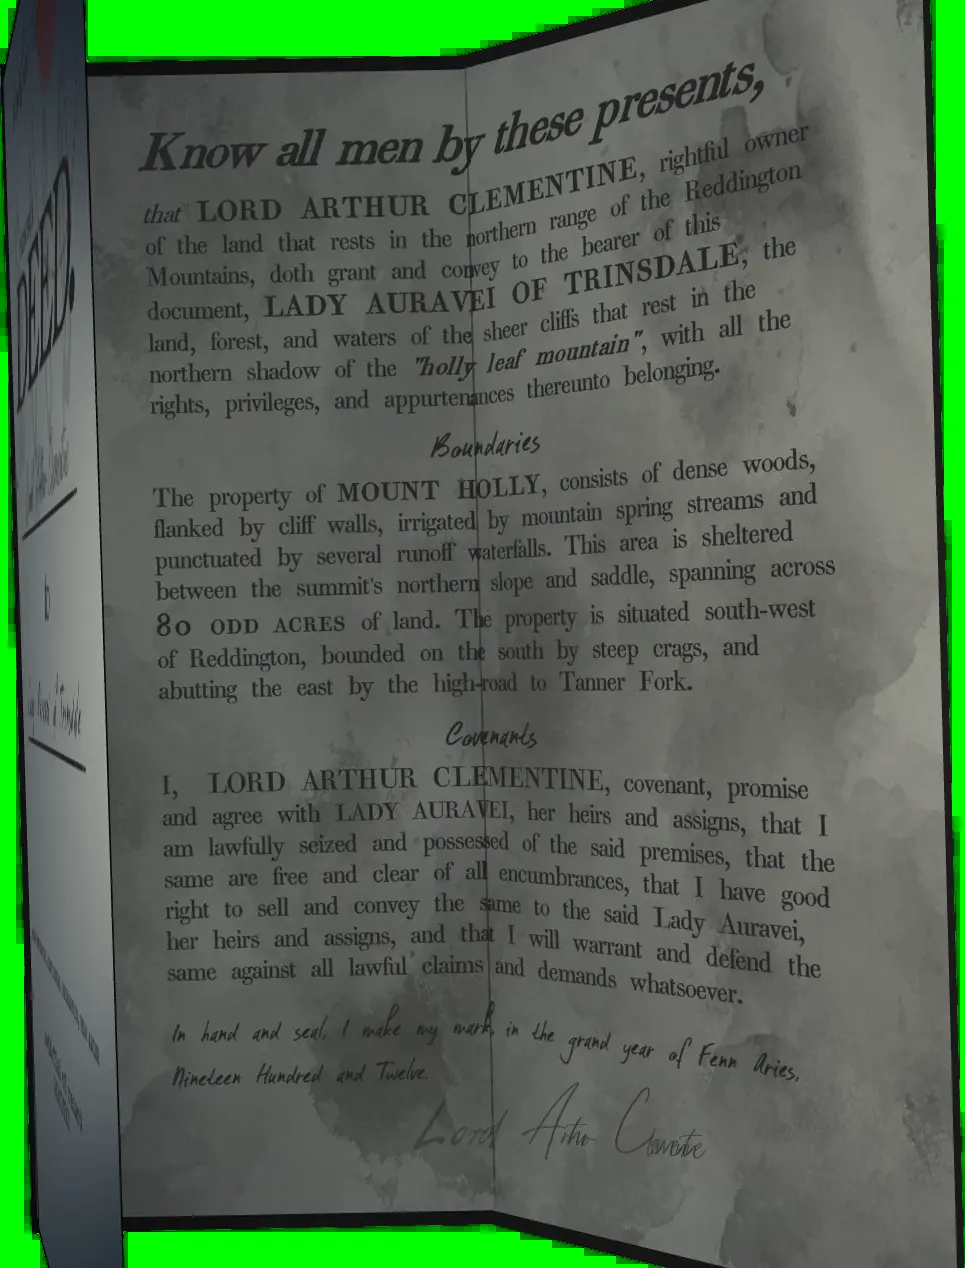 DEED.
to
Know all men by these presents,
that LORD ARTHUR CLEMENTINE, rightful owner
of the land that rests in the northern range of the Reddington
Mountains, doth grant and convey to the bearer of this
document, LADY AURAVEI OF TRINSDALE, the
land, forest, and waters of the sheer cliffs that rest in the
northern shadow of the "holly leaf mountain", with all the
rights, privileges, and appurtenances thereunto belonging.
Boundaries
The property of MOUNT HOLLY, consists of dense woods,
flanked by cliff walls, irrigated by mountain spring streams and
punctuated by several runoff waterfalls. This area is sheltered
between the summit's northern slope and saddle, spanning across
80 ODD ACRES of land. The property is situated south-west
of Reddington, bounded on the south by steep crags, and
abutting the east by the high-road to Tanner Fork.
Covenants
I, LORD ARTHUR CLEMENTINE, covenant, promise
and agree with LADY AURAVEI, her heirs and assigns, that I
am lawfully seized and possessed of the said premises, that the
same are free and clear of all encumbrances, that I have good
right to sell and convey the same to the said Lady Auravei,
her heirs and assigns, and that I will warrant and defend the
same against all lawful claims and demands whatsoever.
In hand and seal, I make my mark in the grand year of Fenn Aries,
Nineteen Hundred and Twelve.
Lord Arthur Clementine